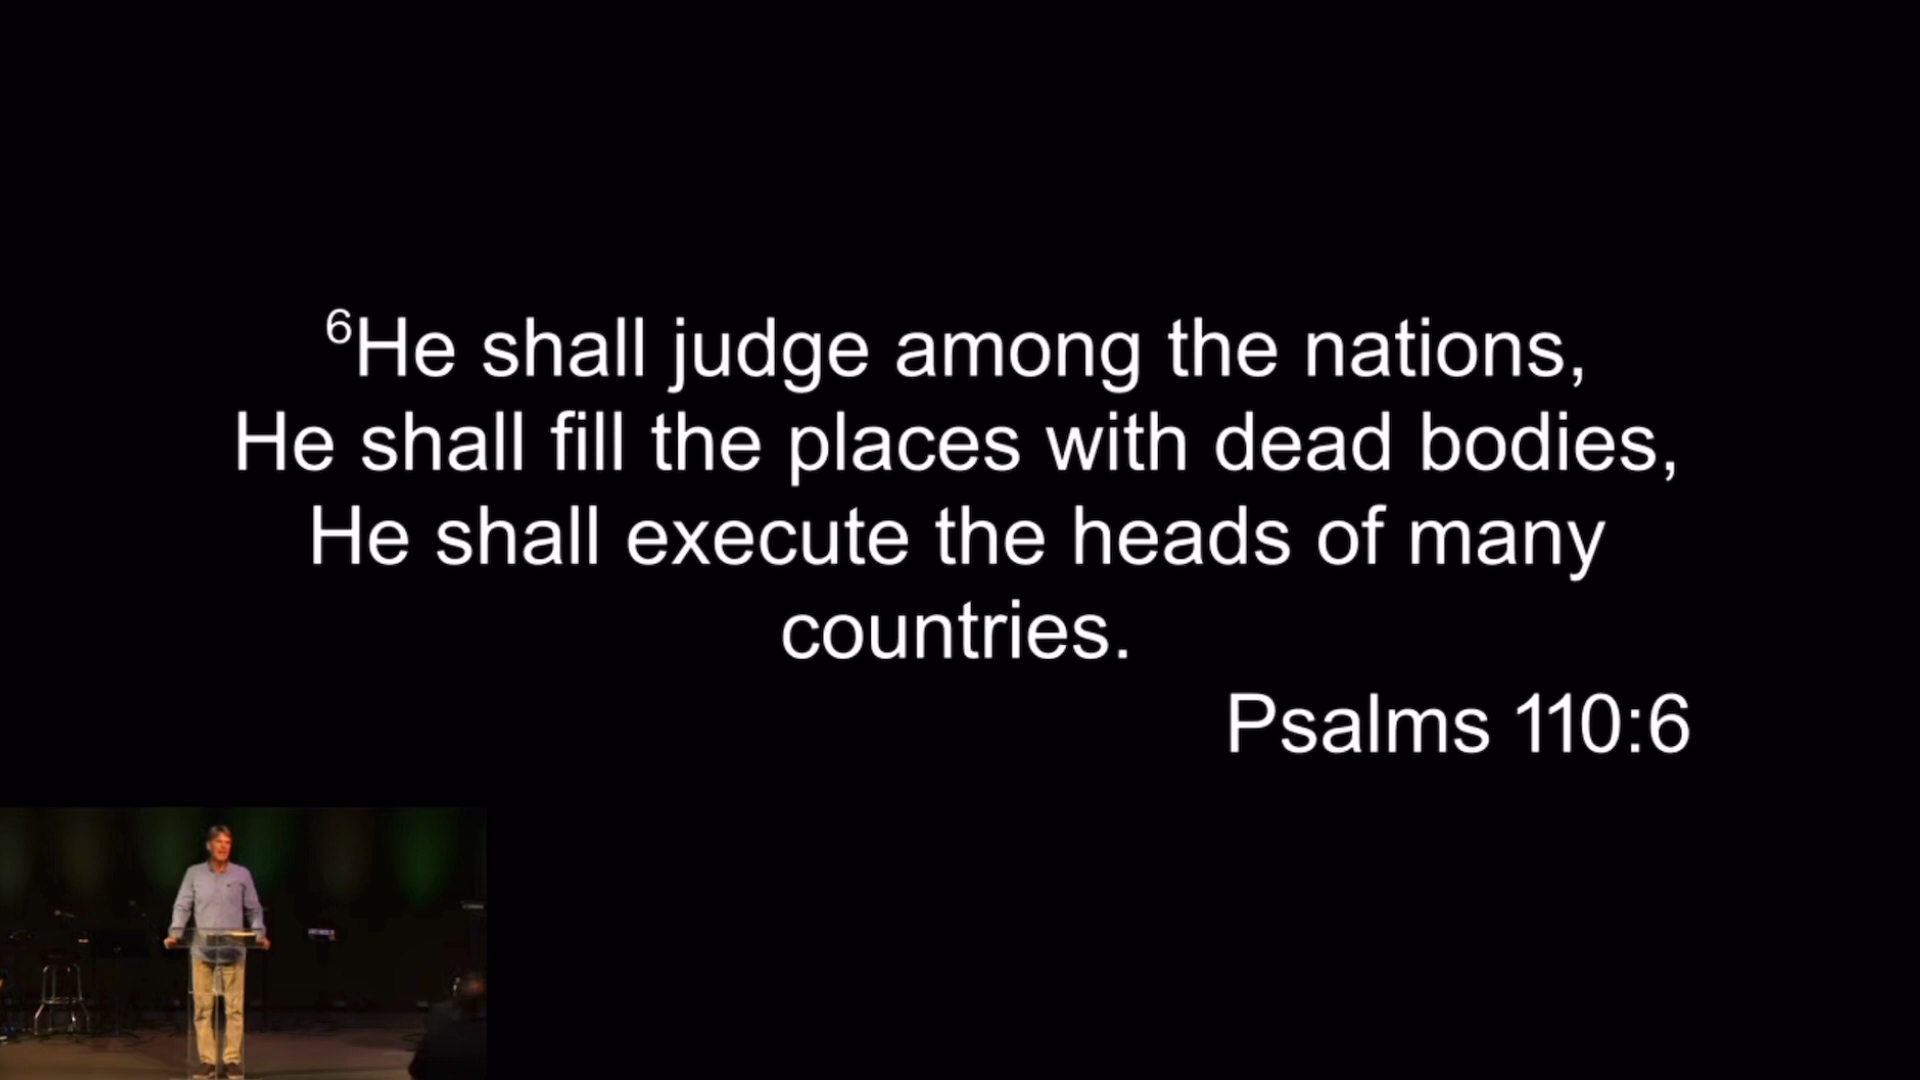 ⁶He shall judge among the nations,
He shall fill the places with dead bodies,
He shall execute the heads of many
countries.
Psalms 110:6